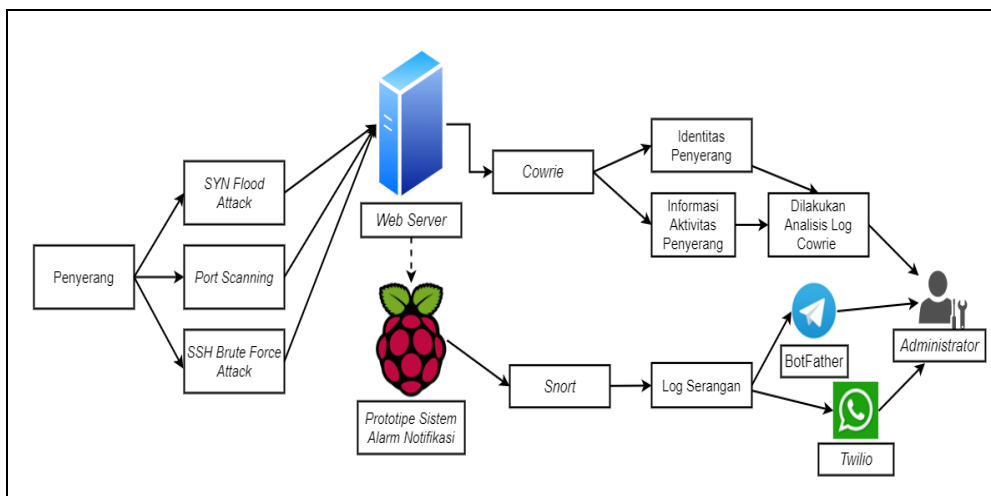 Penyerang
SYN Flood
Attack
Port Scanning
SSH Brute Force
Attack
Web Server
Prototipe Sistem
Alarm Notifikasi
Cowrie
Identitas
Penyerang
Informasi
Aktivitas
Penyerang
Dilakukan
Analisis Log
Cowrie
Snort
Log Serangan
BotFather
Twilio
Administrator